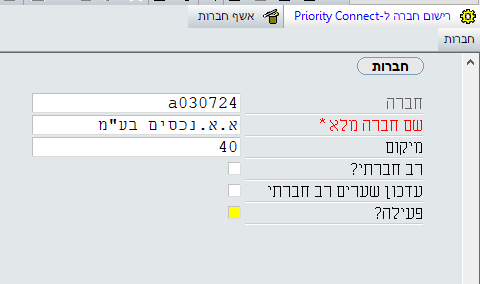 רישום חברה ל-Priority Connect אשף חברות
חברות
חברות
חברה a030724
שם חברה מלא * א.א.נכסים בע"מ
מיקום 40
רב חברתי?
עדכון שערים רב חברתי
פעילה?